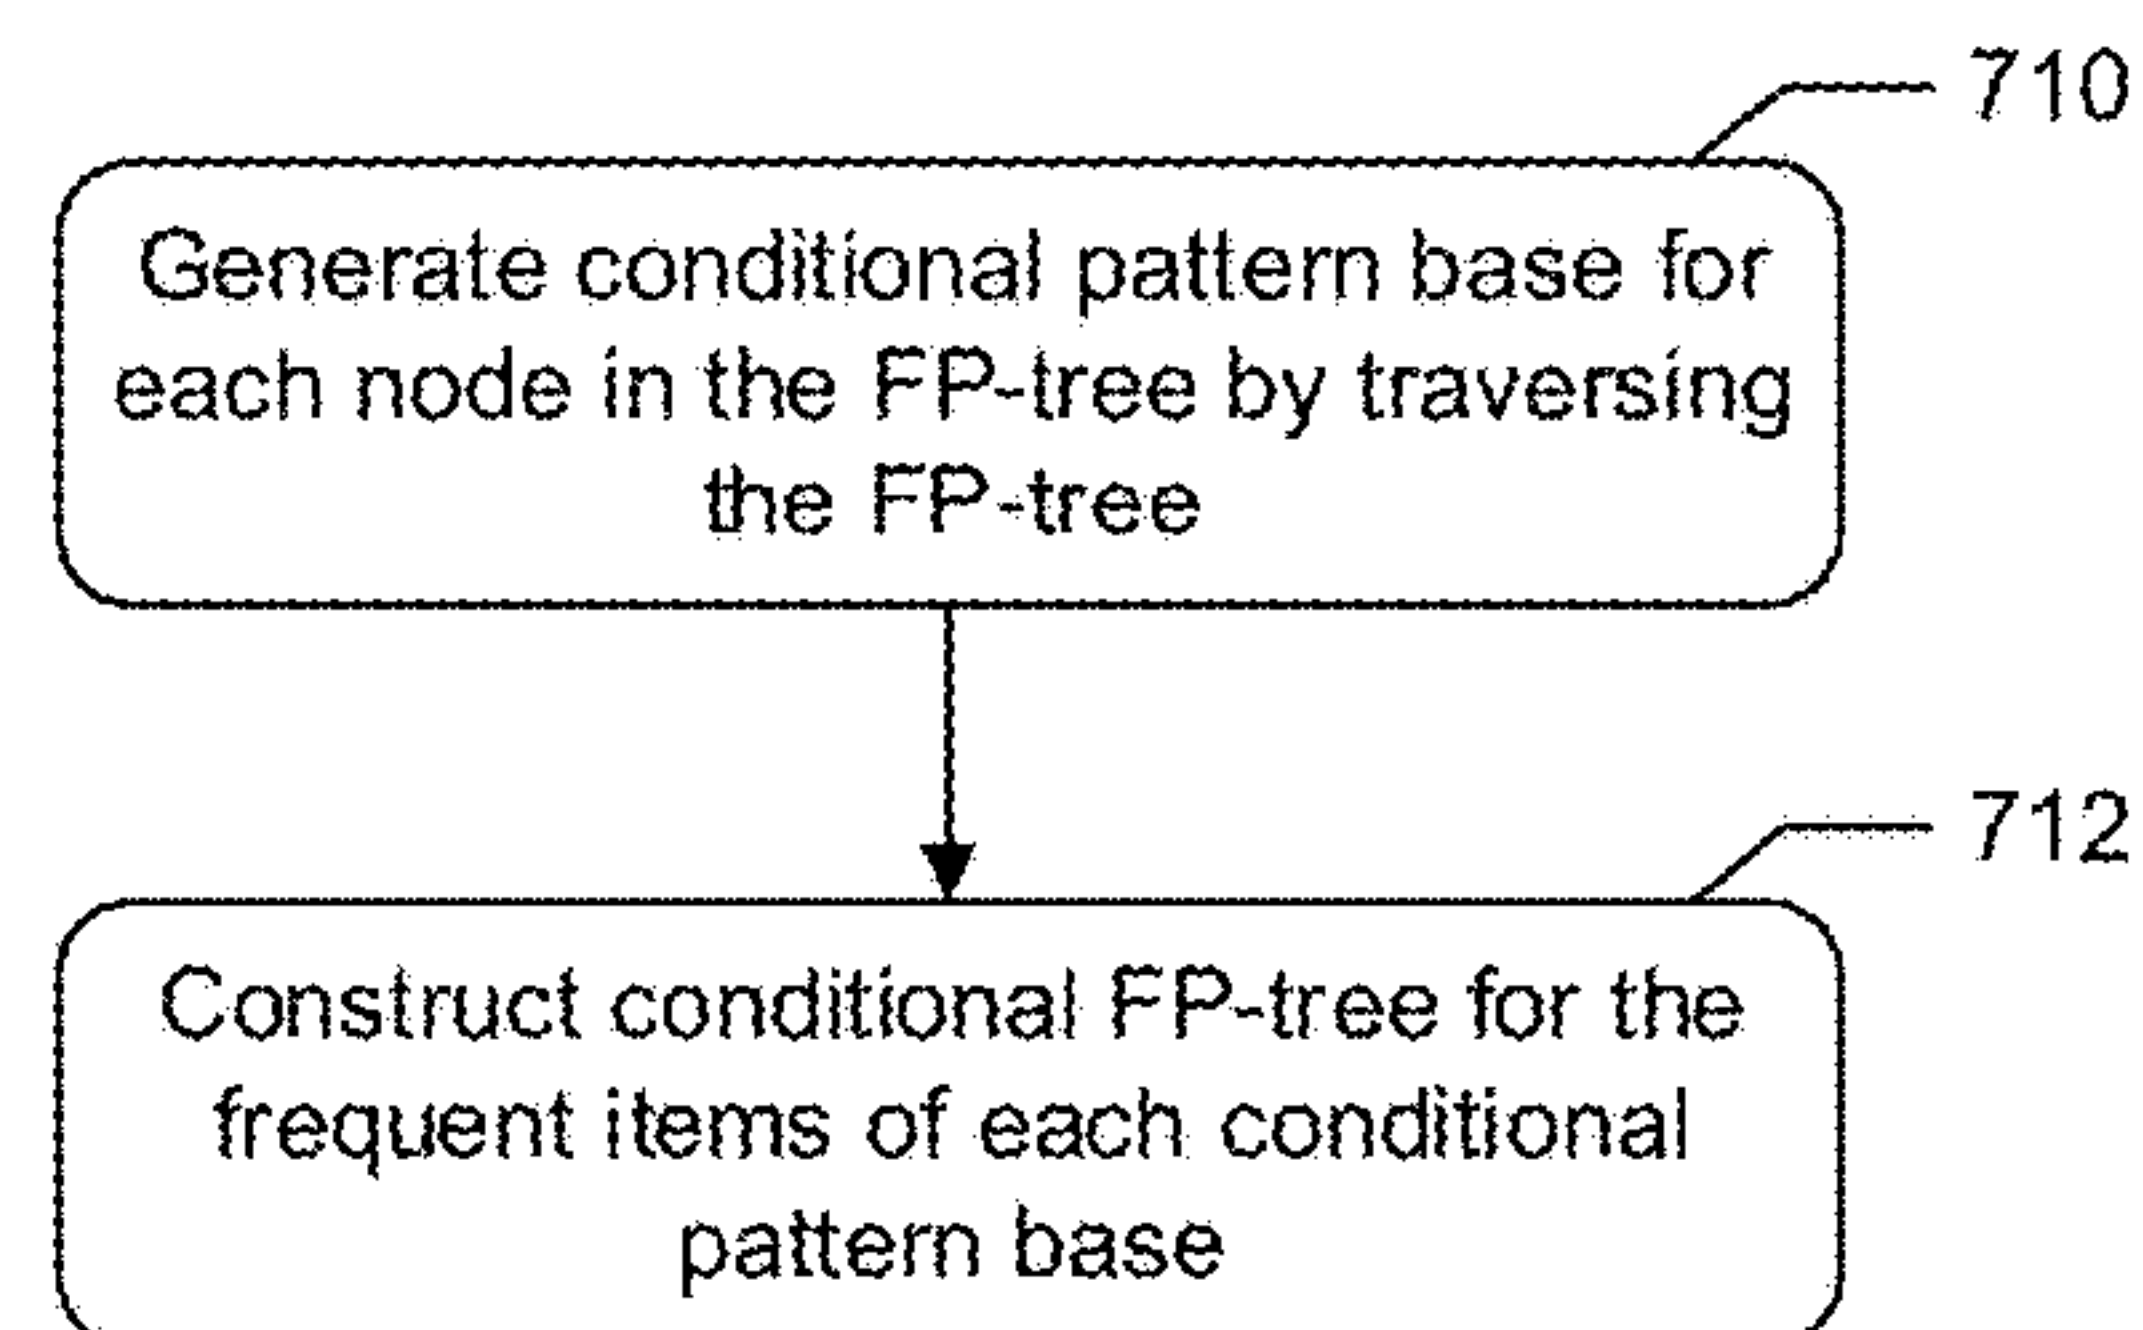 710
Generate conditional pattern base for
each node in the FP-tree by traversing
the FP-tree
712
Construct conditional FP-tree for the
frequent items of each conditional
pattern base